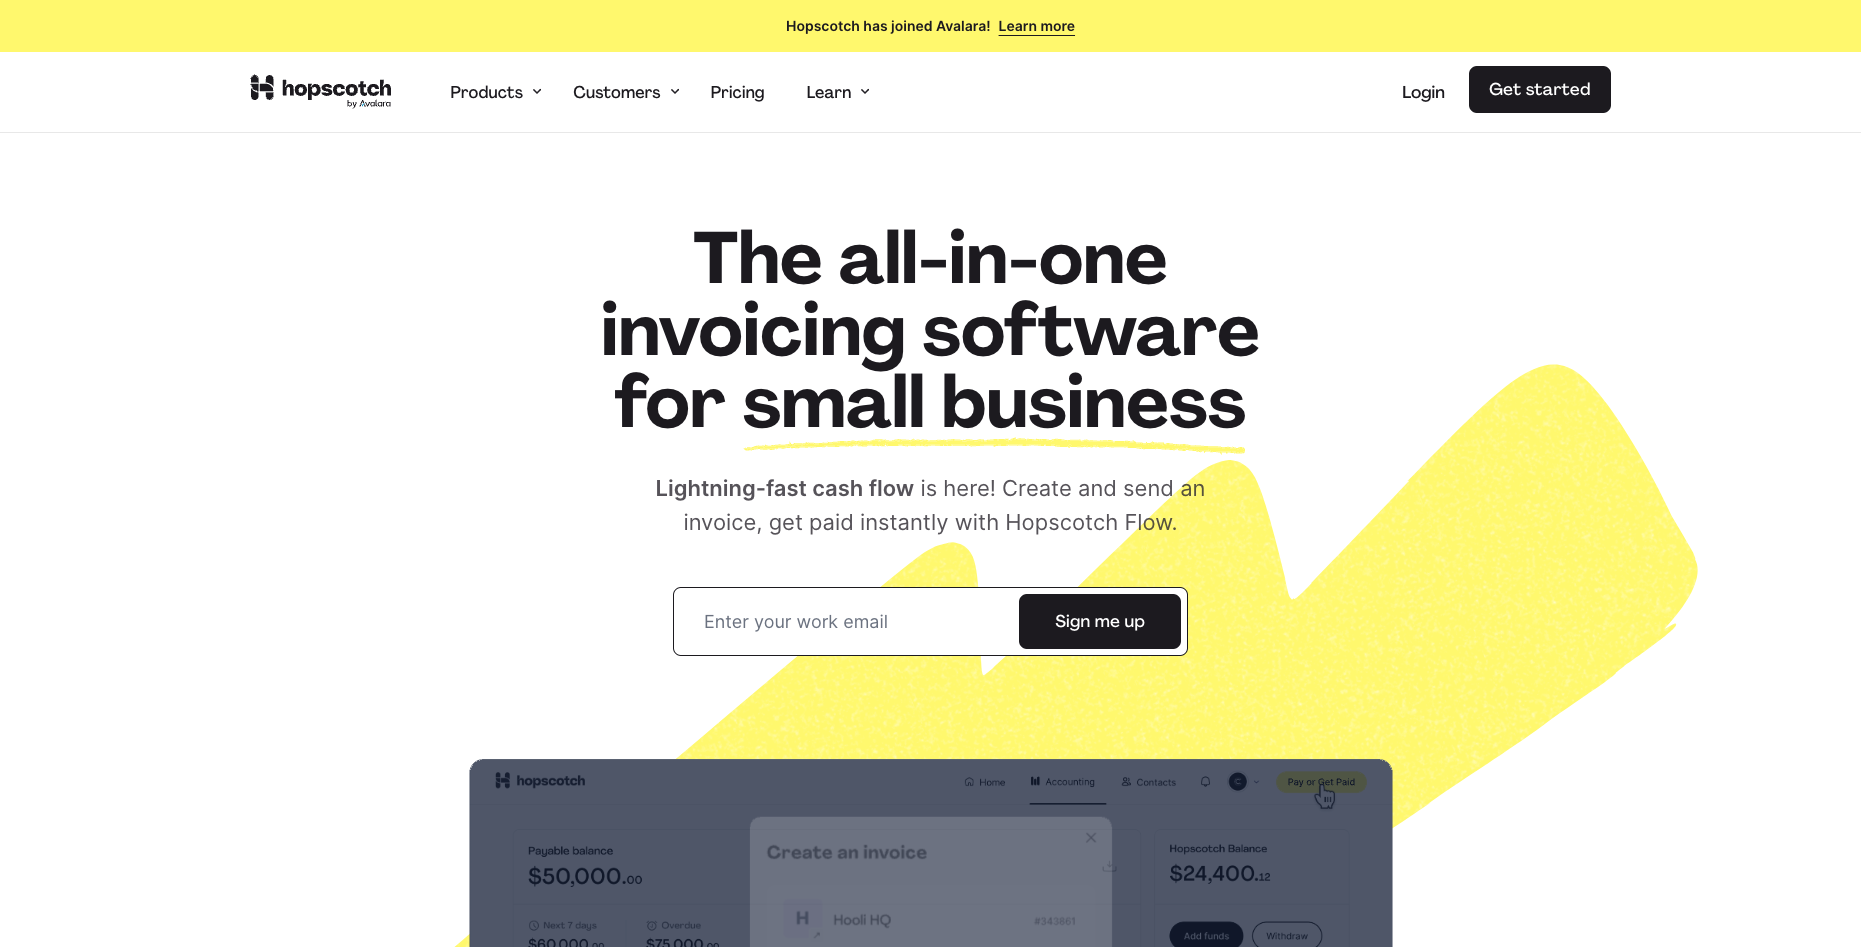 Hopscotch has joined Avalara! Learn more
hopscotch
by Avalara
Products Customers Pricing Learn Login Get started
The all-in-one
invoicing software
for small business
Lightning-fast cash flow is here! Create and send an
invoice, get paid instantly with Hopscotch Flow.
Enter your work email Sign me up
hopscotch Home Accounting Contacts C Pay or Get Paid
Create an invoice
Payable balance
$50,000.00
Hopscotch Balance
$24,400.12
H Hooli HQ #343861
Next 7 days Overdue
$60,000.00 $75,000.00
Add funds Withdraw